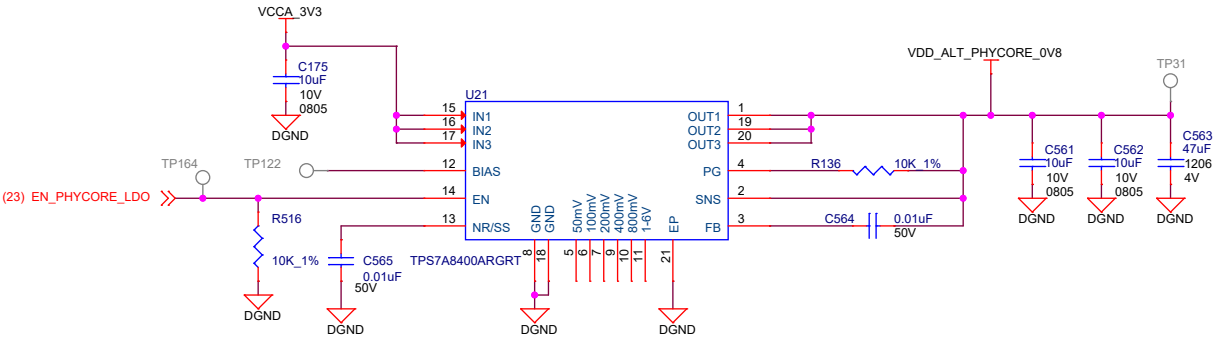 VCCA_3V3
C175
10uF
10V
0805
DGND
VDD_ALT_PHYCORE_0V8
TP31
U21
15
16
17
IN1
IN2
IN3
OUT1
OUT2
OUT3
1
19
20
C561
10uF
10V
0805
DGND
C562
10uF
10V
0805
DGND
C563
47uF
1206
4V
DGND
TP164
TP122
12
BIAS
PG
4
R136
10K_1%
(23) EN_PHYCORE_LDO
14
EN
SNS
2
R516
10K_1%
DGND
13
NR/SS
FB
3
C564
0.01uF
50V
C565
0.01uF
50V
DGND
GND
GND
50mV
100mV
200mV
400mV
800mV
1-6V
EP
TPS7A8400ARGRT
8
18
5
6
7
9
10
11
21
DGND
DGND